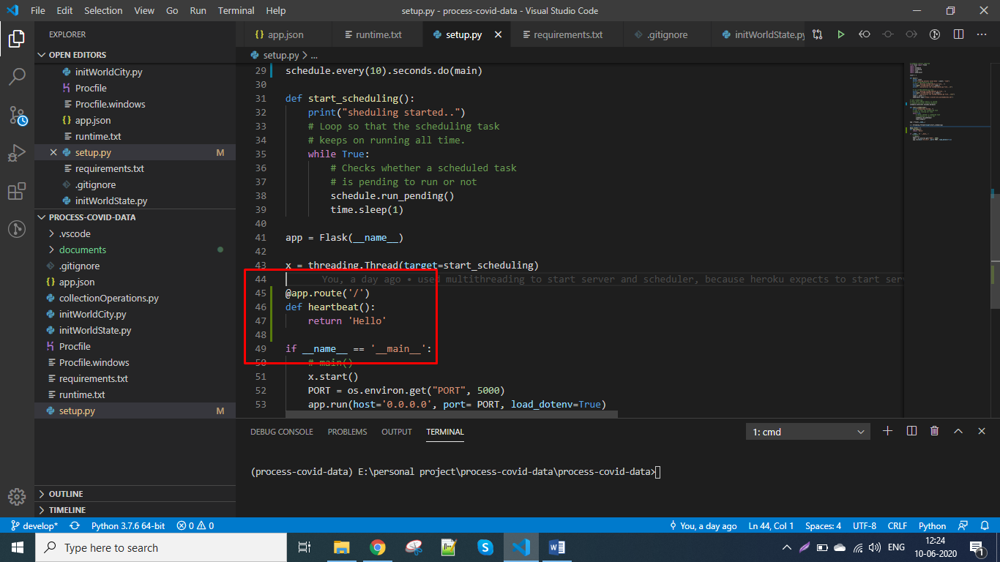 File Edit Selection View Go Run Terminal Help
setup.py - process-covid-data - Visual Studio Code
EXPLORER
OPEN EDITORS
initWorldCity.py
Procfile
Procfile.windows
app.json
runtime.txt
setup.py M
requirements.txt
.gitignore
initWorldState.py
PROCESS-COVID-DATA
.vscode
documents
.gitignore
app.json
collectionOperations.py
initWorldCity.py
initWorldState.py
Procfile
Procfile.windows
requirements.txt
runtime.txt
setup.py M
OUTLINE
TIMELINE
app.json runtime.txt setup.py requirements.txt .gitignore initWorldState.py
setup.py > ...
29 schedule.every(10).seconds.do(main)
30
31 def start_scheduling():
32 print("sheduling started..")
33 # Loop so that the scheduling task
34 # keeps on running all time.
35 while True:
36 # Checks whether a scheduled task
37 # is pending to run or not
38 schedule.run_pending()
39 time.sleep(1)
40
41 app = Flask(__name__)
42
43 x = threading.Thread(target=start_scheduling)
44 You, a day ago • used multithreading to start server and scheduler, because heroku expects to start ser
45 @app.route('/')
46 def heartbeat():
47 return 'Hello'
48
49 if __name__ == '__main__':
50 # main()
51 x.start()
52 PORT = os.environ.get("PORT", 5000)
53 app.run(host='0.0.0.0', port= PORT, load_dotenv=True)
DEBUG CONSOLE PROBLEMS OUTPUT TERMINAL 1: cmd
(process-covid-data) E:\personal project\process-covid-data\process-covid-data>
develop* Python 3.7.6 64-bit 0 0 You, a day ago Ln 44, Col 1 Spaces: 4 UTF-8 CRLF Python
Type here to search
ENG
12:24
10-06-2020
1